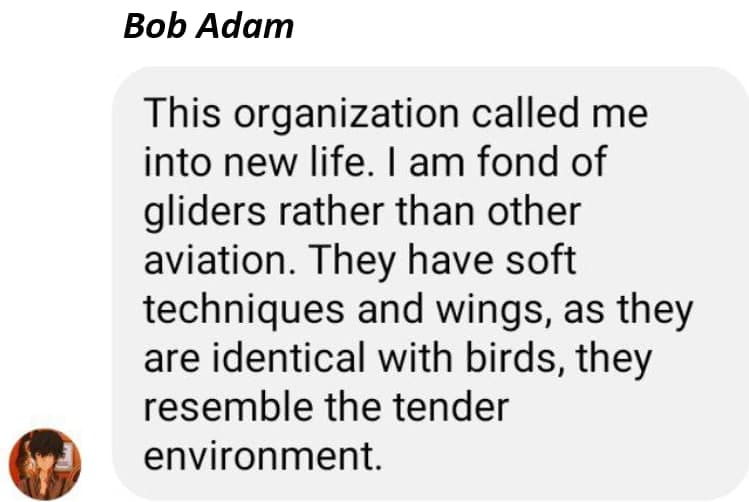 Bob Adam
This organization called me
into new life. I am fond of
gliders rather than other
aviation. They have soft
techniques and wings, as they
are identical with birds, they
resemble the tender
environment.